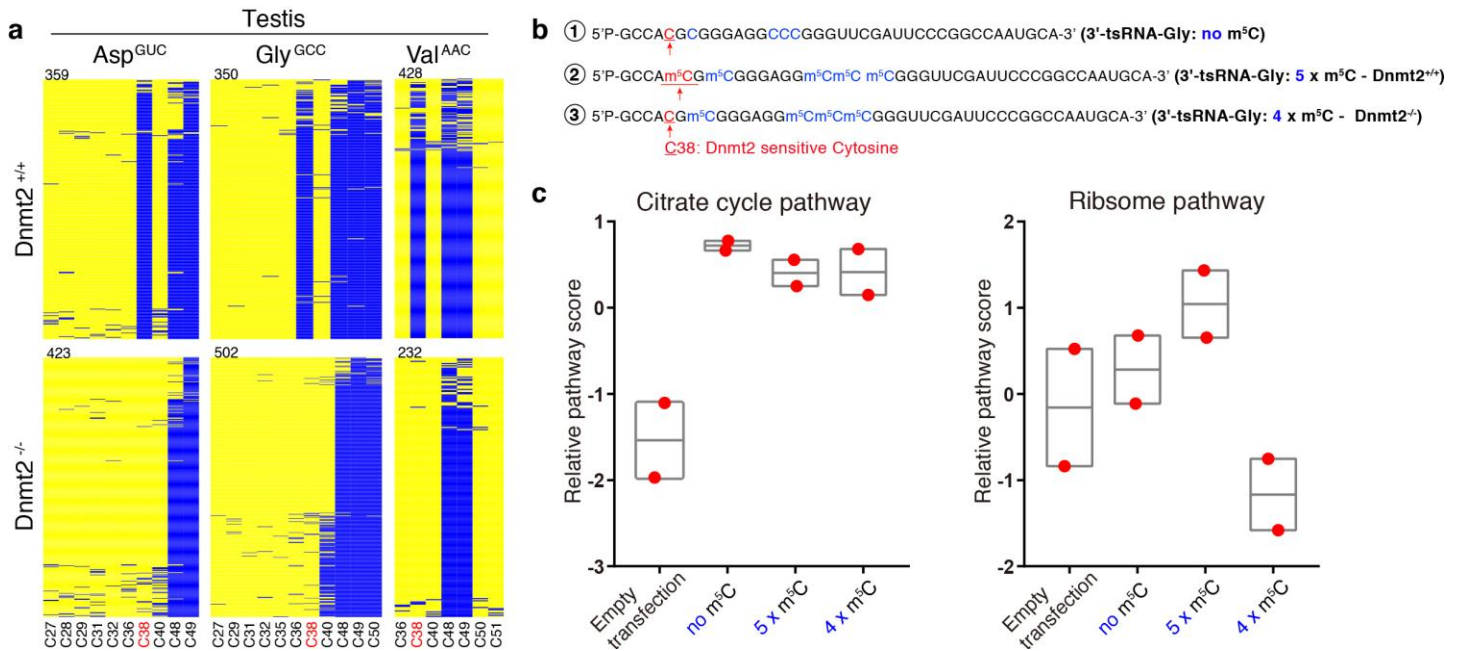 a
Testis
Asp^GUC Gly^GCC Val^AAC
359 350 428
Dnmt2 +/+
423 502 232
Dnmt2 -/-
C27 C28 C29 C31 C32 C36 C38 C40 C48 C49
C27 C29 C31 C32 C35 C36 C38 C40 C48 C49 C50
C36 C38 C40 C48 C49 C50 C51
b
① 5'P-GCCACGCGGGAGGCCCGGGUUCGAUUCCCGGCCAAUGCA-3' (3'-tsRNA-Gly: no m⁵C)
② 5'P-GCCAm⁵CGm⁵CGGGAGGm⁵Cm⁵C m⁵CGGGUUCGAUUCCCGGCCAAUGCA-3' (3'-tsRNA-Gly: 5 x m⁵C - Dnmt2⁺/⁺)
③ 5'P-GCCACGm⁵CGGGAGGm⁵Cm⁵Cm⁵CGGGUUCGAUUCCCGGCCAAUGCA-3' (3'-tsRNA-Gly: 4 x m⁵C - Dnmt2⁻/⁻)
C38: Dnmt2 sensitive Cytosine
c
Citrate cycle pathway
Relative pathway score
1
0
-1
-2
-3
Empty transfection
no m⁵C
5 x m⁵C
4 x m⁵C
Ribsome pathway
Relative pathway score
2
1
0
-1
-2
Empty transfection
no m⁵C
5 x m⁵C
4 x m⁵C